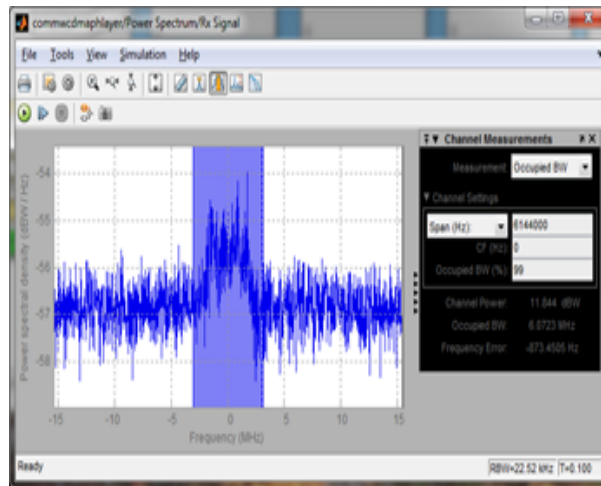 commwcdmaphlayer/Power Spectrum/Rx Signal
File Tools View Simulation Help
Channel Measurements
Measurement: Occupied BW
Channel Settings
Span (Hz): 6144000
CF (Hz): 0
Occupied BW (%): 99
Channel Power: 11.844 dBW
Occupied BW: 6.0723 MHz
Frequency Error: -873.4505 Hz
Power spectral density (dBW / Hz)
-54
-55
-56
-57
-58
-15 -10 -5 0 5 10 15
Frequency (MHz)
Ready RBW=22.52 kHz T=0.100